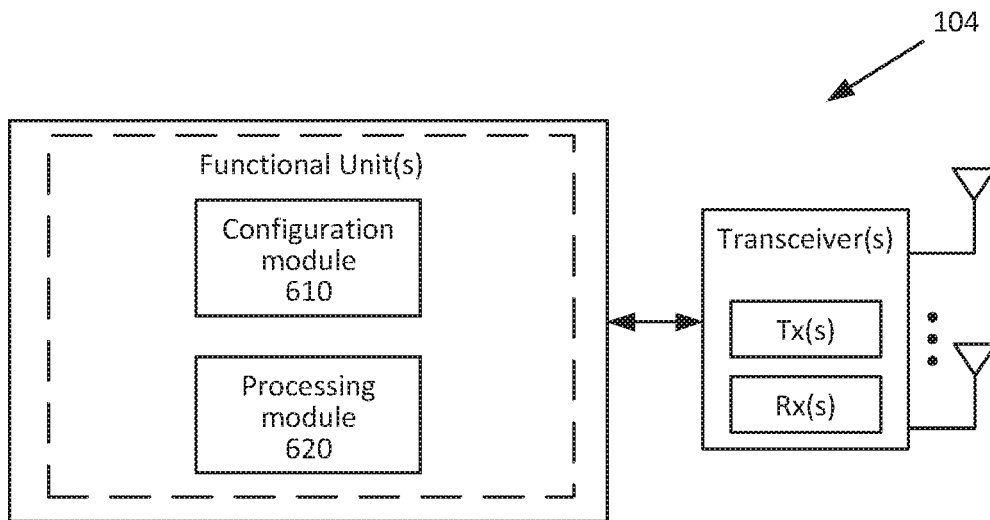 104
Functional Unit(s)
Configuration
module
610
Processing
module
620
Transceiver(s)
Tx(s)
Rx(s)